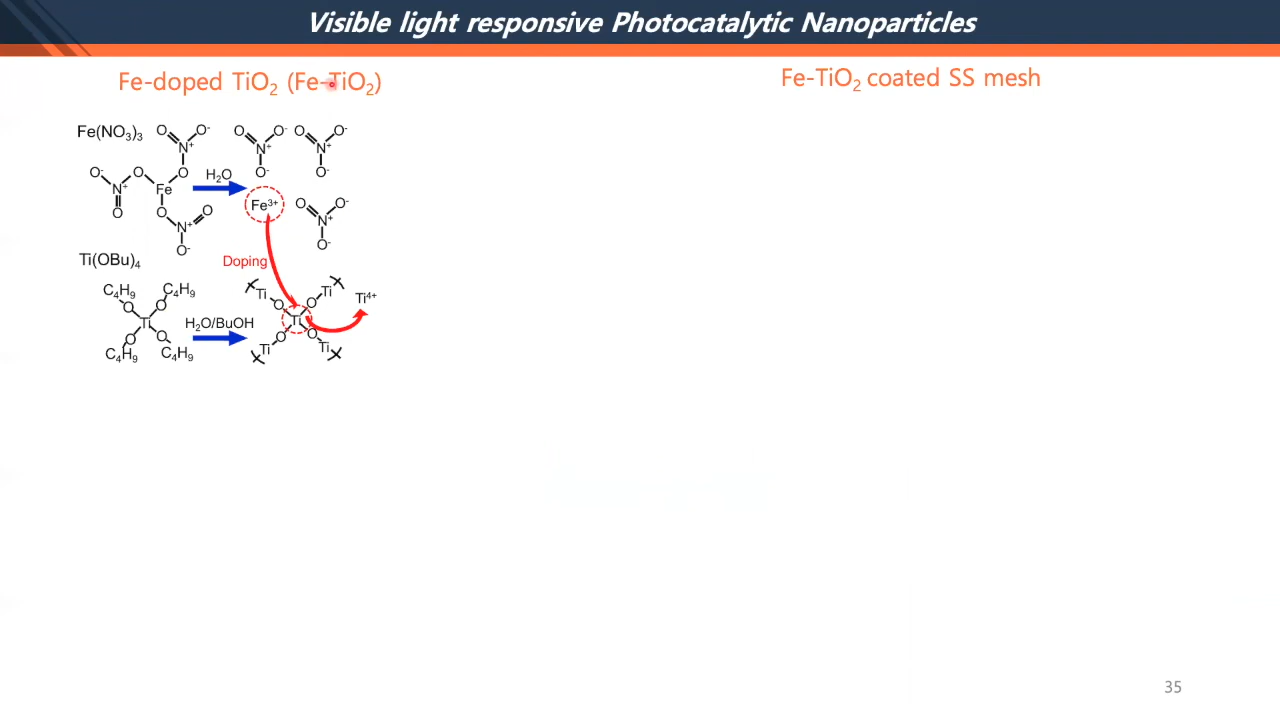 Visible light responsive Photocatalytic Nanoparticles
Fe-doped TiO₂ (Fe-TiO₂)
Fe-TiO₂ coated SS mesh
Fe(NO₃)₃
O O⁻ N⁺ O
O O⁻ N⁺ O⁻
O O⁻ N⁺ O⁻
O⁻ N⁺ O O
Fe
O N⁺ O O⁻
H₂O
Fe³⁺
O O⁻ N⁺ O⁻
Doping
Ti(OBu)₄
C₄H₉ C₄H₉
O O
Ti
O O
C₄H₉ C₄H₉
H₂O/BuOH
Ti Ti
O O
Ti
O O
Ti Ti
Ti⁴⁺
35